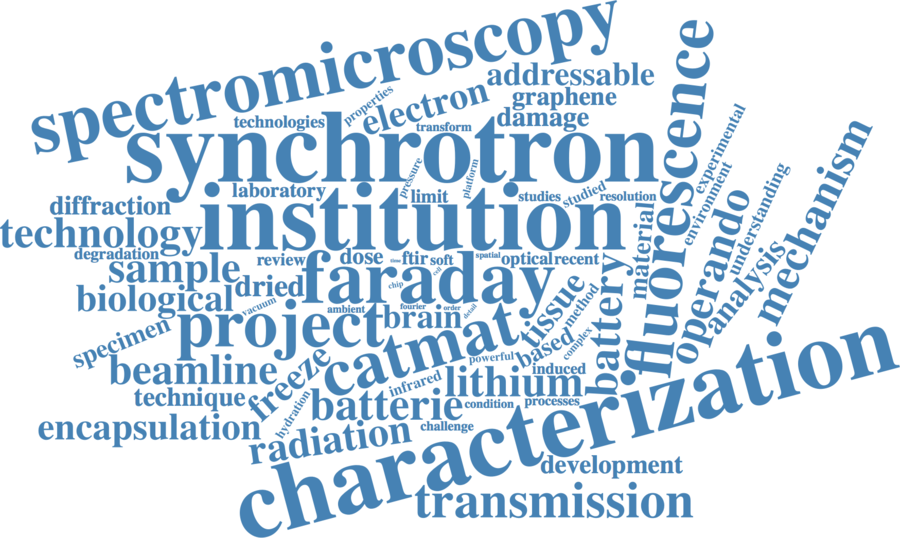 spectromicroscopy
properties
electron
addressable
graphene
damage
technologies
transform
synchrotron
fluorescence
experimental
environment
mechanism
laboratory
pressure
limit
platform
studies
studied
resolution
diffraction
institution
technology
material
operando
understanding
analysis
degradation
review
dose
time
ftir
soft
spatial
optical
recent
sample
dried
faraday
chip
cell
biological
vacuum
ambient
fourier
order
detail
tissue
method
battery
specimen
project
brain
catmat
based
complex
powerful
beamline
freeze
infrared
lithium
induced
technique
hydration
batterie
condition
processes
encapsulation
radiation
challenge
characterization
development
transmission